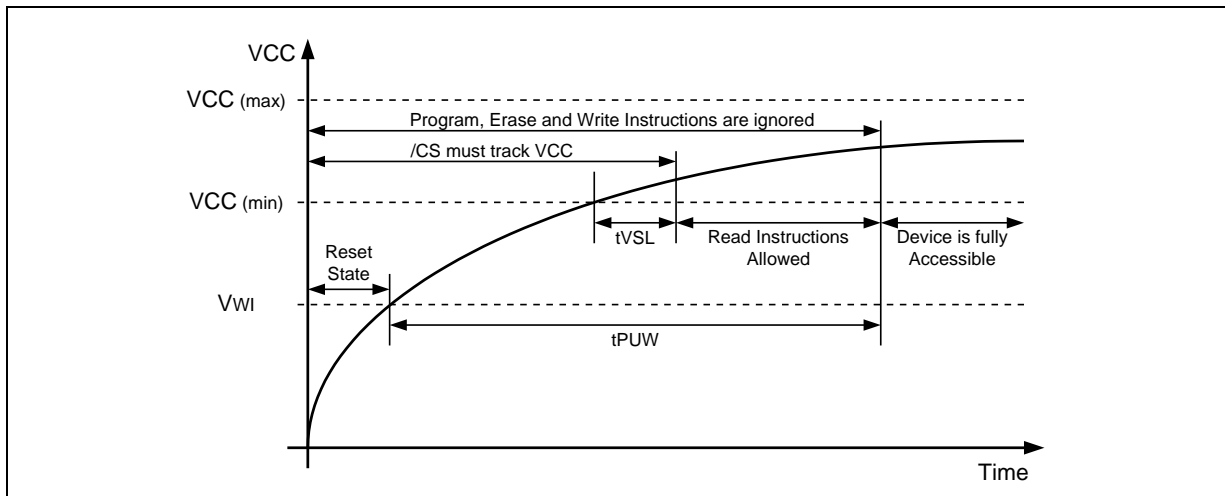 VCC
VCC (max)
Program, Erase and Write Instructions are ignored
/CS must track VCC
VCC (min)
tVSL
Read Instructions
Allowed
Device is fully
Accessible
Reset
State
VWI
tPUW
Time